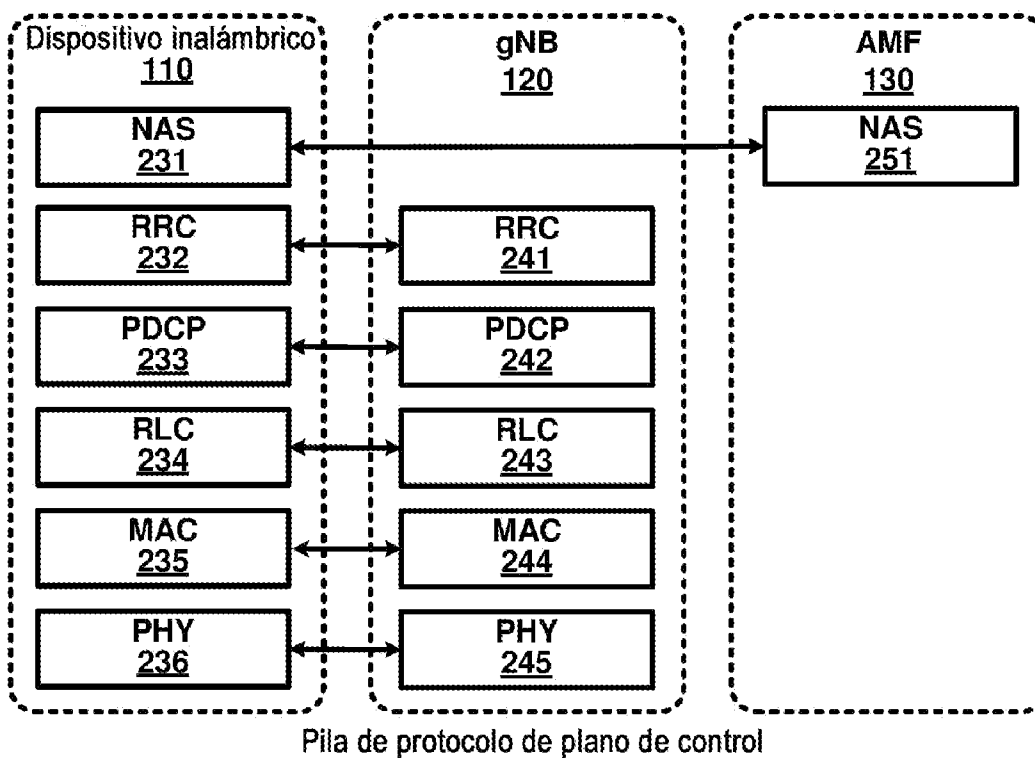 Dispositivo inalámbrico
110
gNB
120
AMF
130
NAS
231
NAS
251
RRC
232
RRC
241
PDCP
233
PDCP
242
RLC
234
RLC
243
MAC
235
MAC
244
PHY
236
PHY
245
Pila de protocolo de plano de control